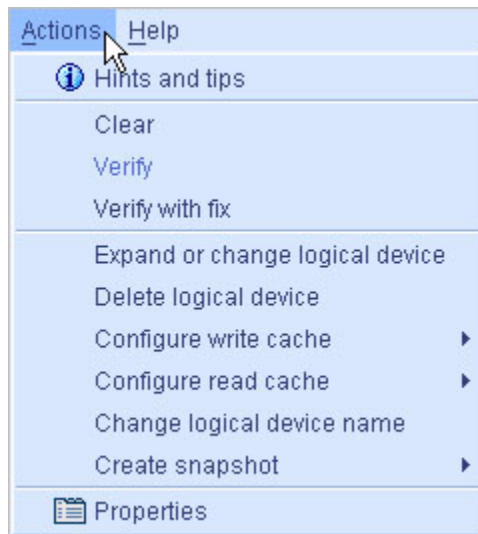 Actions Help
Hints and tips
Clear
Verify
Verify with fix
Expand or change logical device
Delete logical device
Configure write cache
Configure read cache
Change logical device name
Create snapshot
Properties